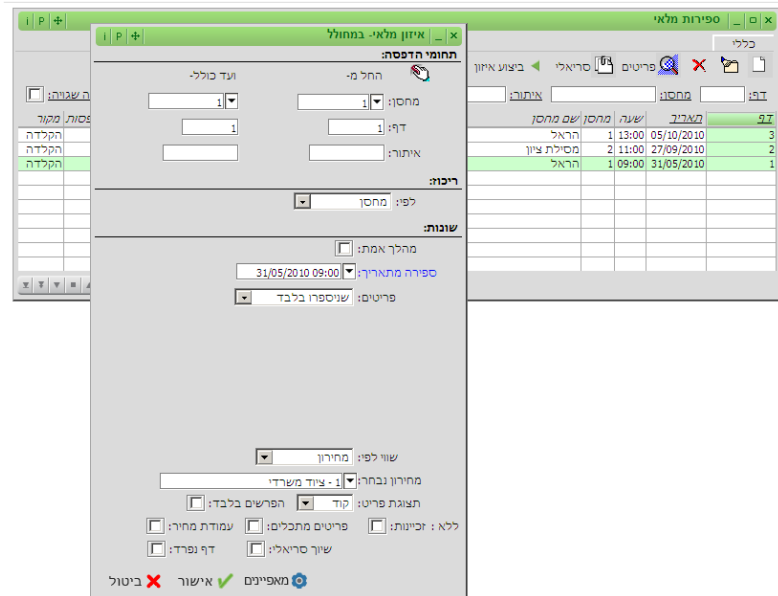 ספירות מלאי
i P
כללי
פריטים סריאלי ביצוע איזון
דף: מחסן: איתור: ה שגויה:
דף תאריך שעה מחסן שם מחסן פסות מקור
3 05/10/2010 13:00 1 הראל הקלדה
2 27/09/2010 11:00 2 מסילת ציון הקלדה
1 31/05/2010 09:00 1 הראל הקלדה
איזון מלאי- במחולל
i P
תחומי הדפסה:
החל מ- ועד כולל-
מחסן: 1 1
דף: 1 1
איתור:
ריכוז:
לפי: מחסן
שונות:
מהלך אמת:
ספירה מתאריך: 31/05/2010 09:00
פריטים: שניספרו בלבד
שווי לפי: מחירון
מחירון נבחר: 1 - ציוד משרדי
תצוגת פריט: קוד הפרשים בלבד:
ללא : זכיינות: פריטים מתכלים: עמודת מחיר:
שיוך סריאלי: דף נפרד:
מאפיינים אישור ביטול